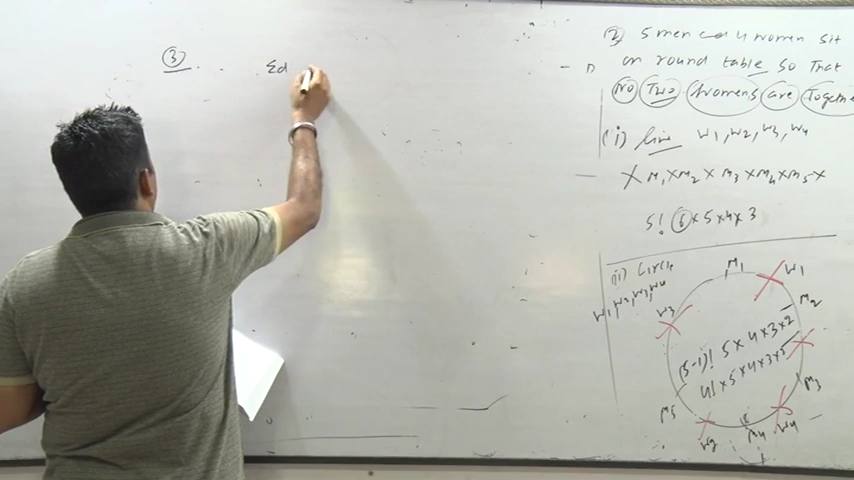 (3)
Ed
(2) 5 men and 4 women sit
on round table so that
No Two Womens are Together
(i) Line W1, W2, W3, W4
X M1 X M2 X M3 X M4 X M5 X
5! 6 x 5 x 4 x 3
(ii) Circle
W1, W2, W3, W4
M1
W1
M2
W3
(5-1)! 5 x 4 x 3 x 2
4! x 5 x 4 x 3 x
M3
M5
W4
M4
W2